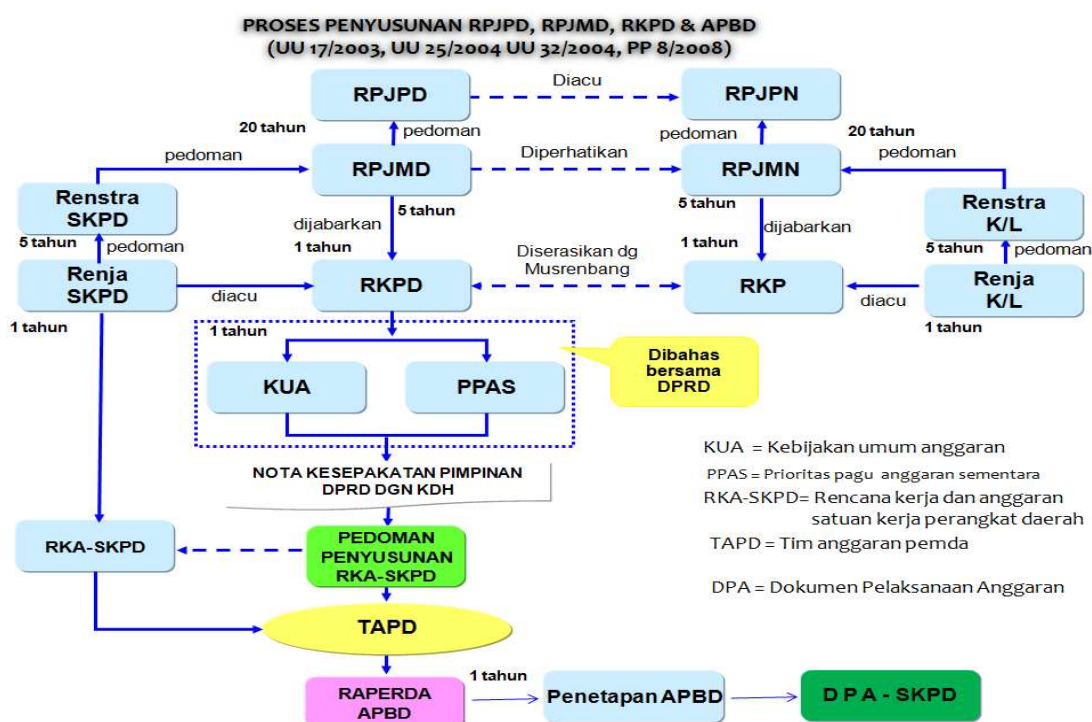 PROSES PENYUSUNAN RPJPD, RPJMD, RKPD & APBD
(UU 17/2003, UU 25/2004 UU 32/2004, PP 8/2008)
RPJPD
Diacu
RPJPN
20 tahun
pedoman
pedoman
20 tahun
pedoman
pedoman
RPJMD
Diperhatikan
RPJMN
Renstra
SKPD
5 tahun
dijabarkan
5 tahun
dijabarkan
Renstra
K/L
5 tahun
pedoman
1 tahun
Diserasikan dg
Musrenbang
1 tahun
5 tahun
pedoman
Renja
SKPD
diacu
RKPD
RKP
diacu
Renja
K/L
1 tahun
1 tahun
1 tahun
KUA
PPAS
Dibahas
bersama
DPRD
NOTA KESEPAKATAN PIMPINAN
DPRD DGN KDH
KUA = Kebijakan umum anggaran
PPAS = Prioritas pagu anggaran sementara
RKA-SKPD= Rencana kerja dan anggaran
satuan kerja perangkat daerah
TAPD = Tim anggaran pemda
DPA = Dokumen Pelaksanaan Anggaran
RKA-SKPD
PEDOMAN
PENYUSUNAN
RKA-SKPD
TAPD
RAPERDA
APBD
1 tahun
Penetapan APBD
D P A - SKPD